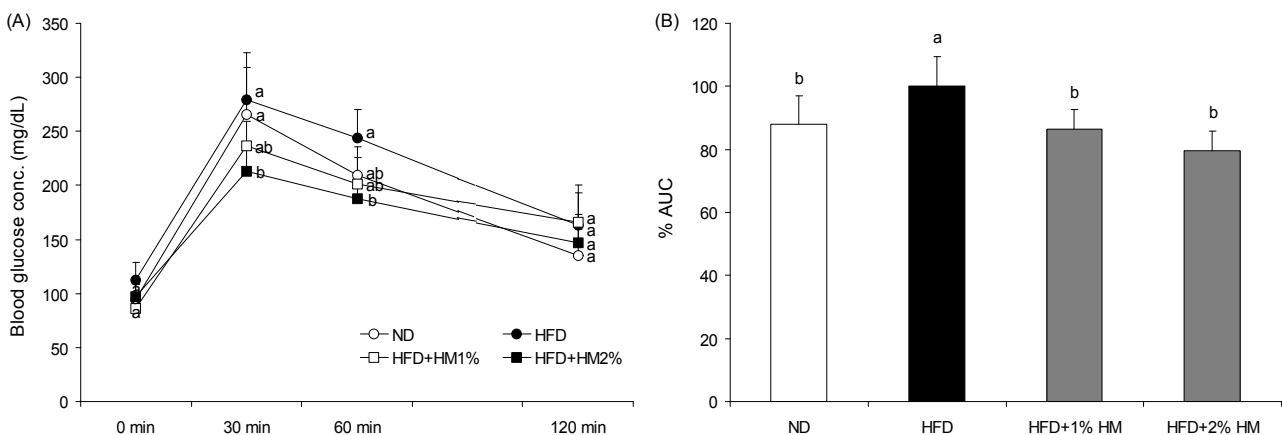 (A)
350
300
250
200
150
100
50
0
Blood glucose conc. (mg/dL)
a
a
ab
b
a
ab
ab
b
a
a
a
a
a
a
ND
HFD
HFD+HM1%
HFD+HM2%
0 min
30 min
60 min
120 min
(B)
120
100
80
60
40
20
0
% AUC
b
a
b
b
ND
HFD
HFD+1% HM
HFD+2% HM